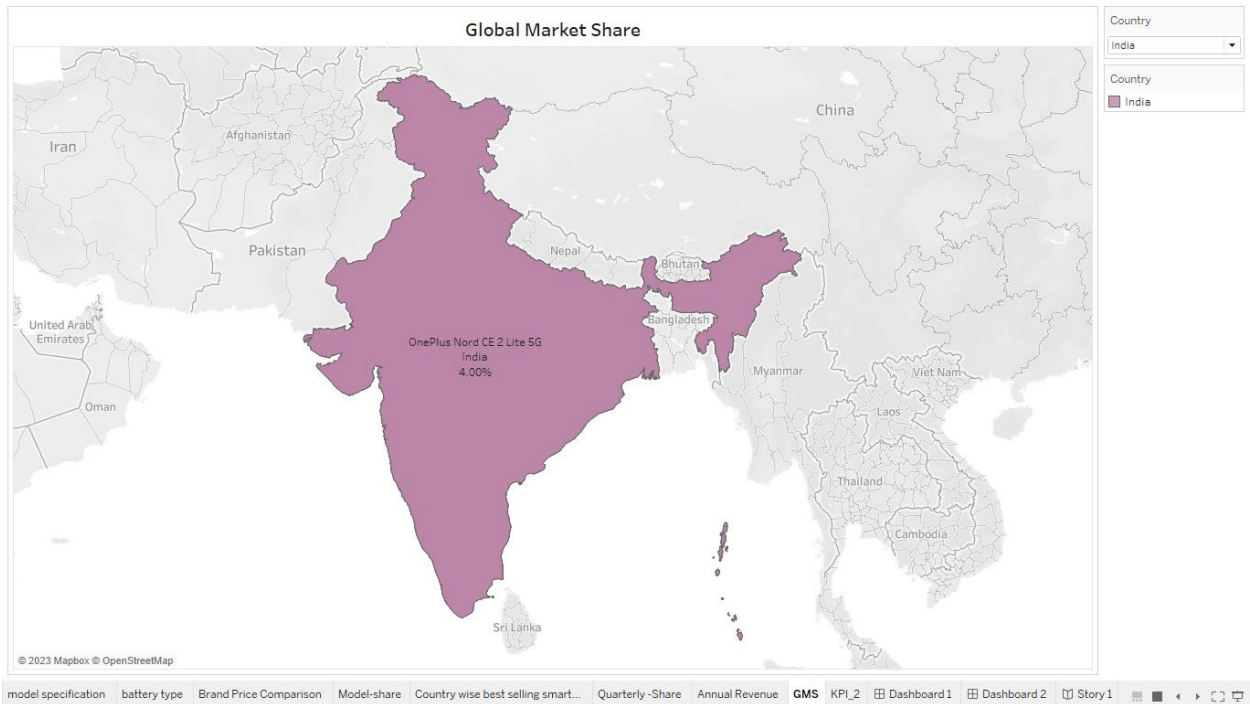 Global Market Share
Country
India
Country
India
China
Afghanistan
Iran
Pakistan
Nepal
Bhutan
United Arab
Emirates
Bangladesh
OnePlus Nord CE 2 Lite 5G
India
4.00%
Myanmar
Viet Nam
Oman
Laos
Thailand
Cambodia
Sri Lanka
© 2023 Mapbox © OpenStreetMap
model specification
battery type
Brand Price Comparison
Model-share
Country wise best selling smart...
Quarterly -Share
Annual Revenue
GMS
KPI_2
Dashboard 1
Dashboard 2
Story 1